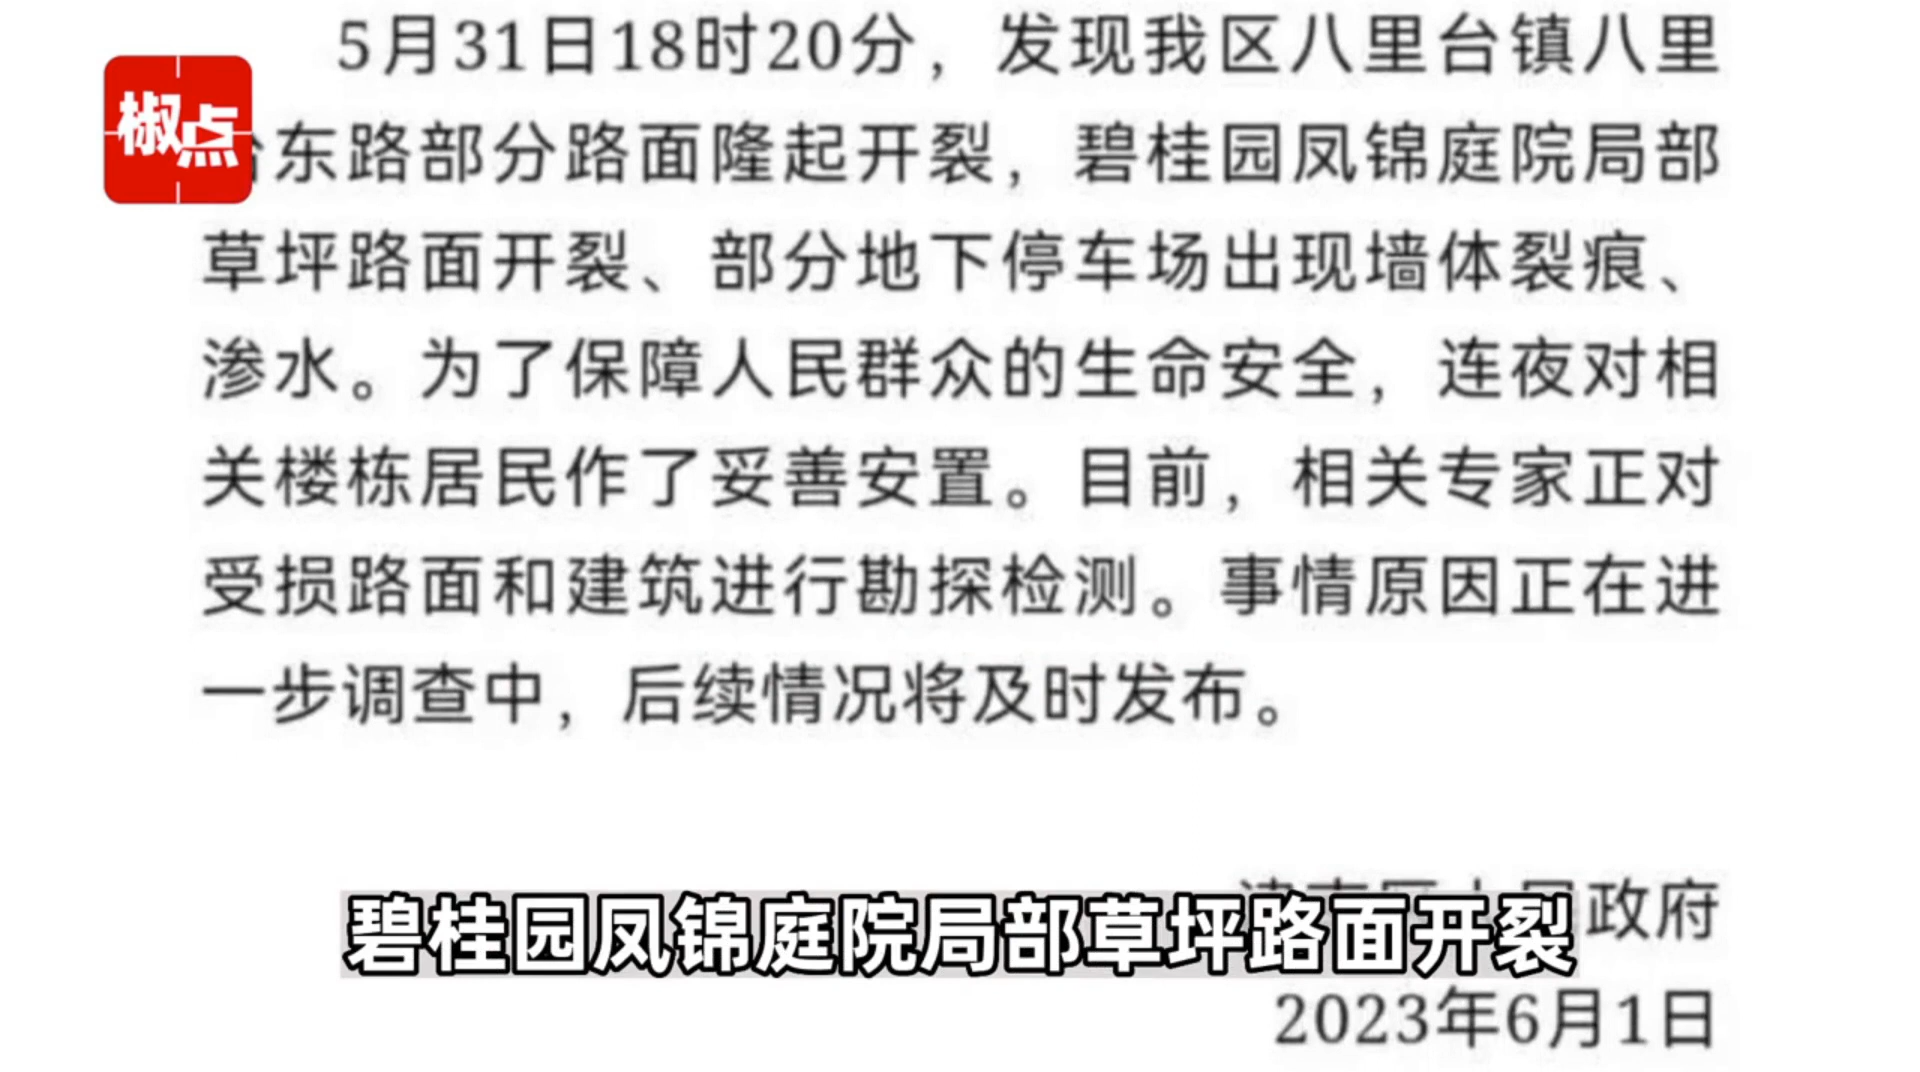 5月31日18时20分，发现我区八里台镇八里
椒点
东路部分路面隆起开裂，碧桂园凤锦庭院局部
草坪路面开裂、部分地下停车场出现墙体裂痕、
渗水。为了保障人民群众的生命安全，连夜对相
关楼栋居民作了妥善安置。目前，相关专家正对
受损路面和建筑进行勘探检测。事情原因正在进
一步调查中，后续情况将及时发布。
政府
碧桂园凤锦庭院局部草坪路面开裂
2023年6月1日